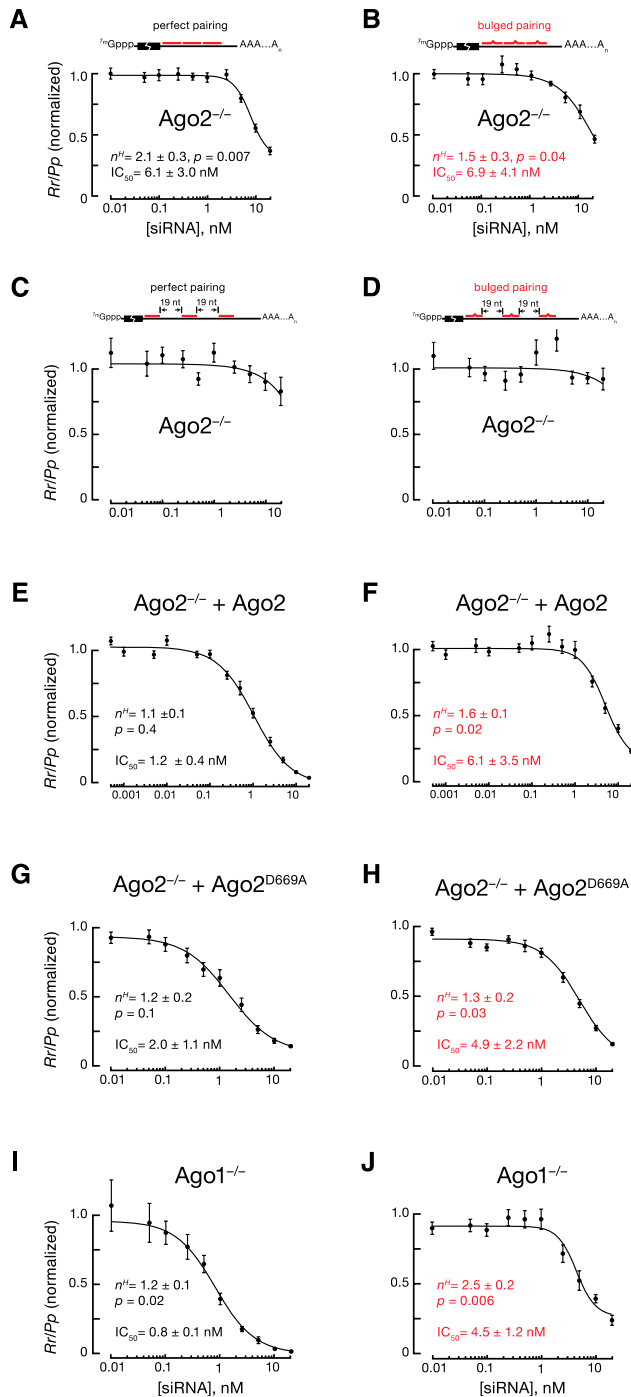 A
perfect pairing
⁷ᵐGppp
AAA...Aₙ
Rr/Pp (normalized)
1.0
0.5
0
Ago2⁻/⁻
nᴴ = 2.1 ± 0.3, p = 0.007
IC₅₀= 6.1 ± 3.0 nM
0.01 0.1 1 10
[siRNA], nM
B
bulged pairing
⁷ᵐGppp
AAA...Aₙ
1.0
0.5
0
Ago2⁻/⁻
nᴴ = 1.5 ± 0.3, p = 0.04
IC₅₀= 6.9 ± 4.1 nM
0.01 0.1 1 10
[siRNA], nM
C
perfect pairing
19 nt 19 nt
⁷ᵐGppp
AAA...Aₙ
Rr/Pp (normalized)
1.0
0.5
0
Ago2⁻/⁻
0.01 0.1 1 10
D
bulged pairing
19 nt 19 nt
⁷ᵐGppp
AAA...Aₙ
1.0
0.5
0
Ago2⁻/⁻
0.01 0.1 1 10
E
Ago2⁻/⁻ + Ago2
Rr/Pp (normalized)
1.0
0.5
0
nᴴ = 1.1 ±0.1
p = 0.4
IC₅₀= 1.2 ± 0.4 nM
0.001 0.01 0.1 1 10
F
Ago2⁻/⁻ + Ago2
1.0
0.5
0
nᴴ = 1.6 ± 0.1
p = 0.02
IC₅₀= 6.1 ± 3.5 nM
0.001 0.01 0.1 1 10
G
Ago2⁻/⁻ + Ago2ᴰ⁶⁶⁹ᴬ
Rr/Pp (normalized)
1.0
0.5
0
nᴴ = 1.2 ± 0.2
p = 0.1
IC₅₀= 2.0 ± 1.1 nM
0.01 0.1 1 10
H
Ago2⁻/⁻ + Ago2ᴰ⁶⁶⁹ᴬ
1.0
0.5
0
nᴴ = 1.3 ± 0.2
p = 0.03
IC₅₀= 4.9 ± 2.2 nM
0.01 0.1 1 10
I
Ago1⁻/⁻
Rr/Pp (normalized)
1.0
0.5
0
nᴴ = 1.2 ± 0.1
p = 0.02
IC₅₀= 0.8 ± 0.1 nM
0.01 0.1 1 10
[siRNA], nM
J
Ago1⁻/⁻
1.0
0.5
0
nᴴ = 2.5 ± 0.2
p = 0.006
IC₅₀= 4.5 ± 1.2 nM
0.01 0.1 1 10
[siRNA], nM